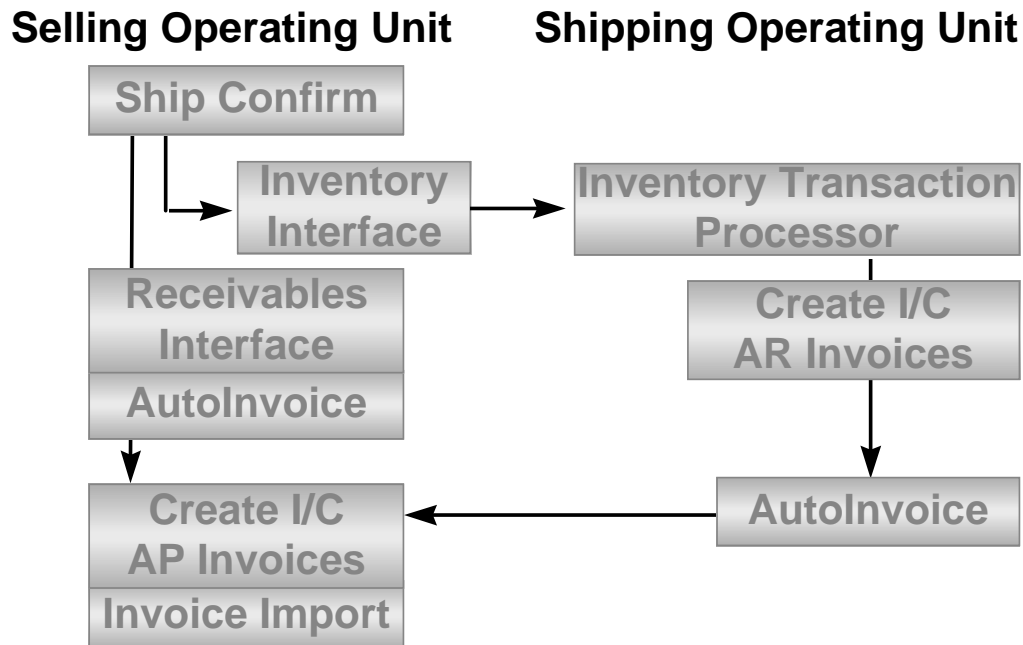 Selling Operating Unit
Shipping Operating Unit
Ship Confirm
Inventory
Interface
Inventory Transaction
Processor
Receivables
Interface
AutoInvoice
Create I/C
AR Invoices
AutoInvoice
Create I/C
AP Invoices
Invoice Import